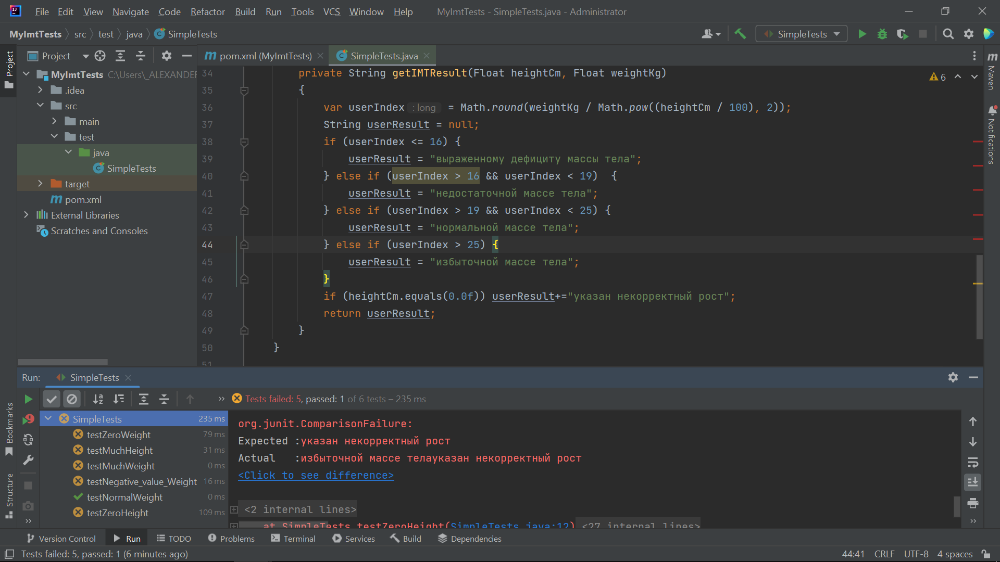 File Edit View Navigate Code Refactor Build Run Tools VCS Window Help MyImtTests - SimpleTests.java - Administrator
MyImtTests src test java SimpleTests SimpleTests
Project pom.xml (MyImtTests) SimpleTests.java
Project
MyImtTests C:\Users\_ALEXANDER
.idea
src
main
test
java
SimpleTests
target
pom.xml
External Libraries
Scratches and Consoles
34 private String getIMTResult(Float heightCm, Float weightKg)
35 {
36 var userIndex : long = Math.round(weightKg / Math.pow((heightCm / 100), 2));
37 String userResult = null;
38 if (userIndex <= 16) {
39 userResult = "выраженному дефициту массы тела";
40 } else if (userIndex > 16 && userIndex < 19)  {
41 userResult = "недостаточной массе тела";
42 } else if (userIndex > 19 && userIndex < 25) {
43 userResult = "нормальной массе тела";
44 } else if (userIndex > 25) {
45 userResult = "избыточной массе тела";
46 }
47 if (heightCm.equals(0.0f)) userResult+="указан некорректный рост";
48 return userResult;
49 }
50 }
51
6
Maven
Notifications
Run: SimpleTests
Tests failed: 5, passed: 1 of 6 tests – 235 ms
SimpleTests 235 ms
testZeroWeight 79 ms
testMuchHeight 31 ms
testMuchWeight 0 ms
testNegative_value_Weight 16 ms
testNormalWeight 0 ms
testZeroHeight 109 ms
org.junit.ComparisonFailure:
Expected :указан некорректный рост
Actual   :избыточной массе телауказан некорректный рост
<Click to see difference>
<2 internal lines>
at SimpleTests.testZeroHeight(SimpleTests.java:12) <27 internal lines>
Bookmarks
Structure
Version Control Run TODO Problems Terminal Services Build Dependencies
Tests failed: 5, passed: 1 (6 minutes ago) 44:41 CRLF UTF-8 4 spaces